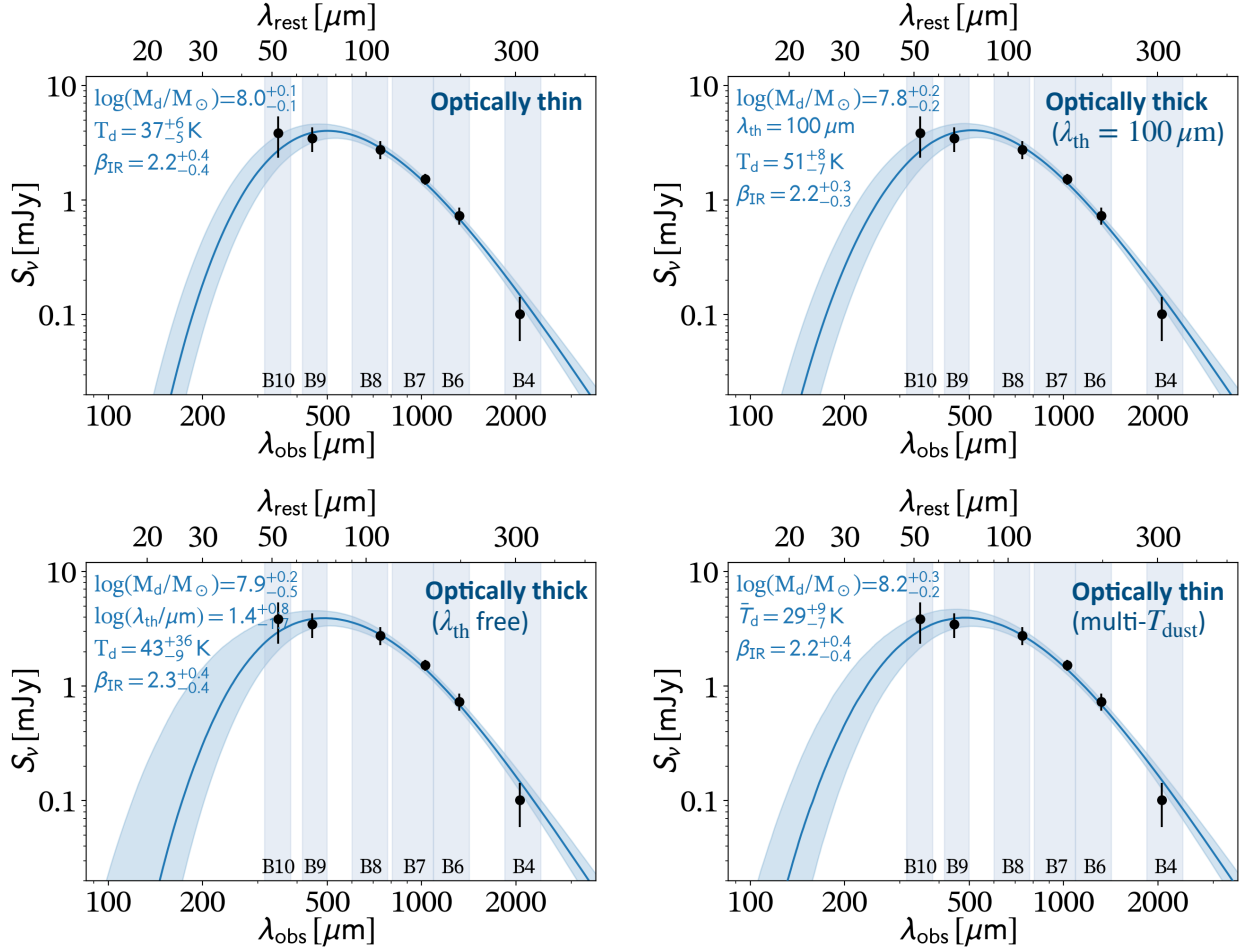 λrest [μm]
20 30 50 100 300
10
1
0.1
Sν [mJy]
log(Md/M⊙)=8.0+0.1−0.1
Td=37+6−5 K
βIR=2.2+0.4−0.4
Optically thin
B10 B9 B8 B7 B6 B4
100 200 500 1000 2000
λobs [μm]
λrest [μm]
20 30 50 100 300
10
1
0.1
Sν [mJy]
log(Md/M⊙)=7.8+0.2−0.2
λth=100 μm
Td=51+8−7 K
βIR=2.2+0.3−0.3
Optically thick
(λth = 100 μm)
B10 B9 B8 B7 B6 B4
100 200 500 1000 2000
λobs [μm]
λrest [μm]
20 30 50 100 300
10
1
0.1
Sν [mJy]
log(Md/M⊙)=7.9+0.2−0.5
log(λth/μm)=1.4
Td=43+36−9 K
βIR=2.3+0.4−0.4
Optically thick
(λth free)
B10 B9 B8 B7 B6 B4
100 200 500 1000 2000
λobs [μm]
λrest [μm]
20 30 50 100 300
10
1
0.1
Sν [mJy]
log(Md/M⊙)=8.2+0.3−0.2
T̄d=29+9−7 K
βIR=2.2+0.4−0.4
Optically thin
(multi-Tdust)
B10 B9 B8 B7 B6 B4
100 200 500 1000 2000
λobs [μm]